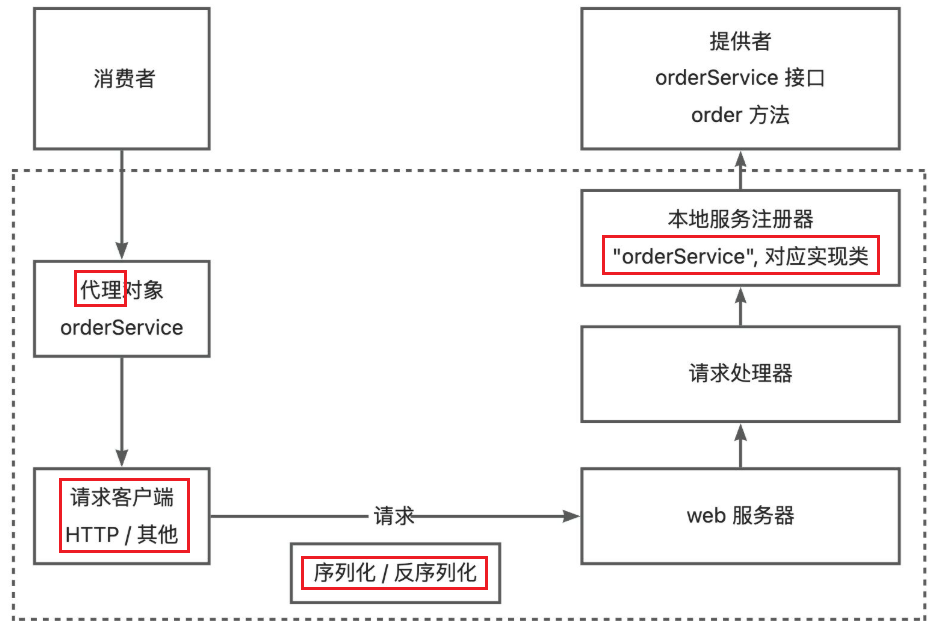 消费者
提供者
orderService 接口
order 方法
本地服务注册器
"orderService", 对应实现类
代理对象
orderService
请求处理器
请求客户端
HTTP / 其他
请求
web 服务器
序列化 / 反序列化